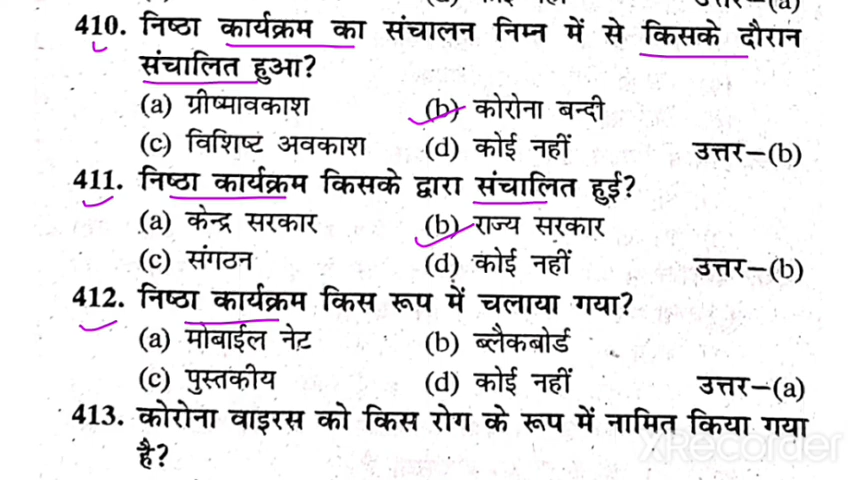 उत्तर–(a)
410. निष्ठा कार्यक्रम का संचालन निम्न में से किसके दौरान
संचालित हुआ?
(a) ग्रीष्मावकाश (b) कोरोना बन्दी
(c) विशिष्ट अवकाश (d) कोई नहीं उत्तर–(b)
411. निष्ठा कार्यक्रम किसके द्वारा संचालित हुई?
(a) केन्द्र सरकार (b) राज्य सरकार
(c) संगठन (d) कोई नहीं उत्तर–(b)
412. निष्ठा कार्यक्रम किस रूप में चलाया गया?
(a) मोबाईल नेट (b) ब्लैकबोर्ड
(c) पुस्तकीय (d) कोई नहीं उत्तर–(a)
413. कोरोना वाइरस को किस रोग के रूप में नामित किया गया
है?
XRecorder